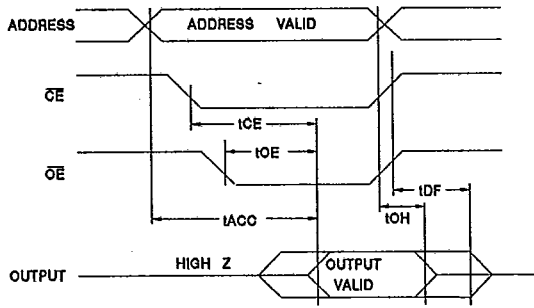 ADDRESS
ADDRESS VALID
CE
tCE
tOE
OE
tDF
tOH
tACC
HIGH Z
OUTPUT
VALID
OUTPUT